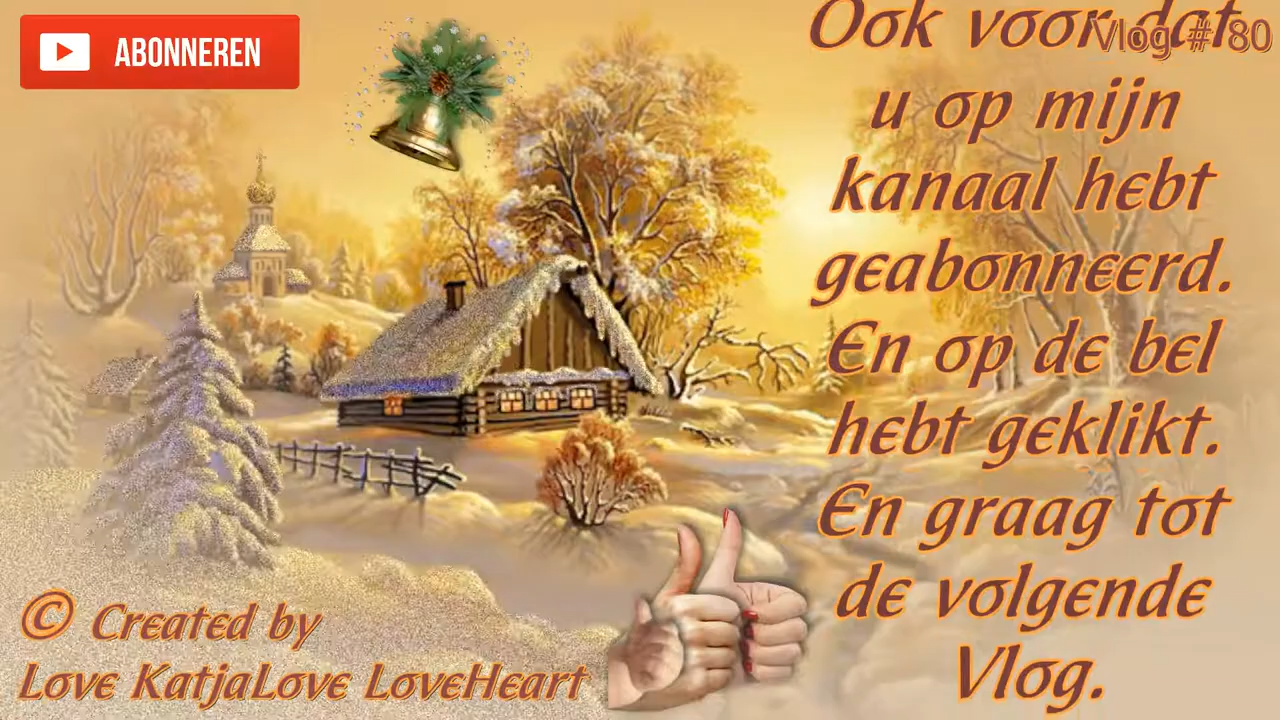 ABONNEREN
Vlog # 80
Ook voor dat
u op mijn
kanaal hebt
geabonneerd.
En op de bel
hebt geklikt.
En graag tot
de volgende
Vlog.
© Created by
Love KatjaLove LoveHeart